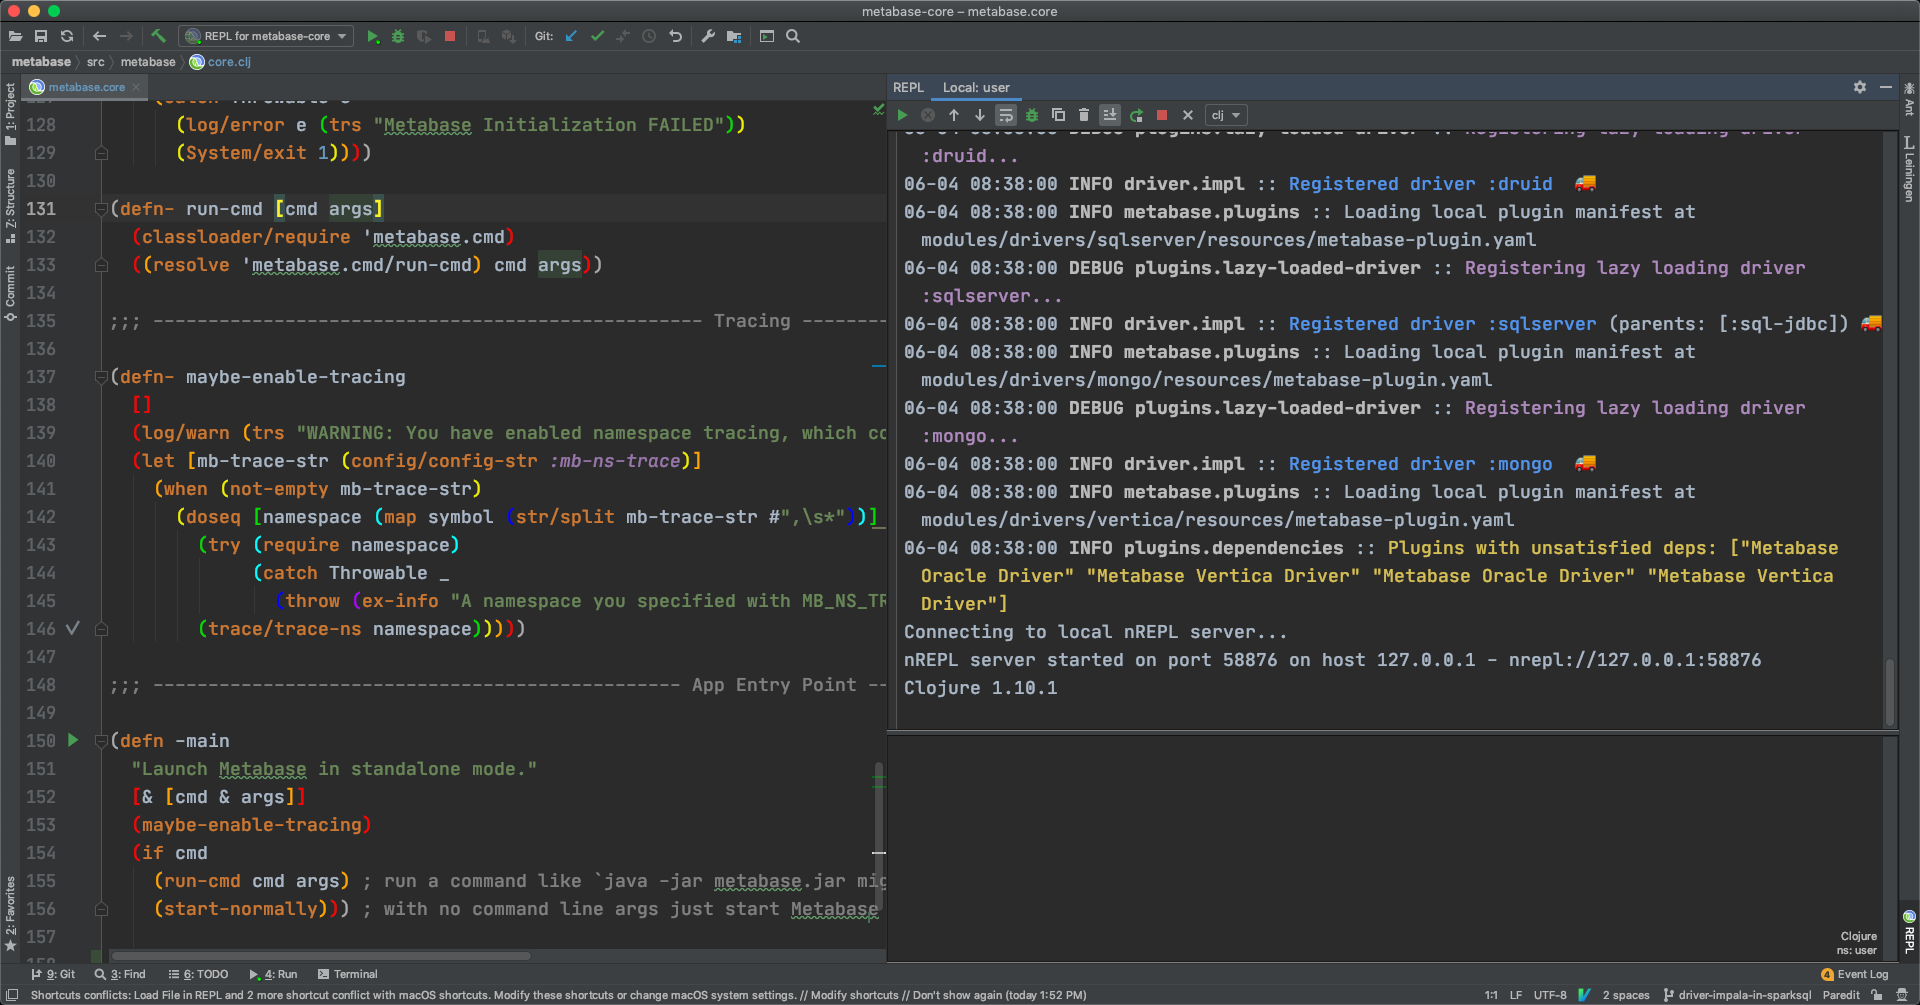 metabase-core – metabase.core
REPL for metabase-core
Git:
metabase
src
metabase
core.clj
metabase.core
1: Project
Z: Structure
Commit
2: Favorites
128 (log/error e (trs "Metabase Initialization FAILED"))
129 (System/exit 1))))
130
131 (defn- run-cmd [cmd args]
132 (classloader/require 'metabase.cmd)
133 ((resolve 'metabase.cmd/run-cmd) cmd args))
134
135 ;;; -------------------------------------------------- Tracing --------
136
137 (defn- maybe-enable-tracing
138 []
139 (log/warn (trs "WARNING: You have enabled namespace tracing, which co
140 (let [mb-trace-str (config/config-str :mb-ns-trace)]
141 (when (not-empty mb-trace-str)
142 (doseq [namespace (map symbol (str/split mb-trace-str #",\s*"))]
143 (try (require namespace)
144 (catch Throwable _
145 (throw (ex-info "A namespace you specified with MB_NS_TR
146 (trace/trace-ns namespace)))))
147
148 ;;; ------------------------------------------------ App Entry Point --
149
150 (defn -main
151 "Launch Metabase in standalone mode."
152 [& [cmd & args]]
153 (maybe-enable-tracing)
154 (if cmd
155 (run-cmd cmd args) ; run a command like `java -jar metabase.jar mig
156 (start-normally))) ; with no command line args just start Metabase
157
REPL
Local: user
clj
:druid...
06-04 08:38:00 INFO driver.impl :: Registered driver :druid 🚚
06-04 08:38:00 INFO metabase.plugins :: Loading local plugin manifest at
modules/drivers/sqlserver/resources/metabase-plugin.yaml
06-04 08:38:00 DEBUG plugins.lazy-loaded-driver :: Registering lazy loading driver
:sqlserver...
06-04 08:38:00 INFO driver.impl :: Registered driver :sqlserver (parents: [:sql-jdbc]) 🚚
06-04 08:38:00 INFO metabase.plugins :: Loading local plugin manifest at
modules/drivers/mongo/resources/metabase-plugin.yaml
06-04 08:38:00 DEBUG plugins.lazy-loaded-driver :: Registering lazy loading driver
:mongo...
06-04 08:38:00 INFO driver.impl :: Registered driver :mongo 🚚
06-04 08:38:00 INFO metabase.plugins :: Loading local plugin manifest at
modules/drivers/vertica/resources/metabase-plugin.yaml
06-04 08:38:00 INFO plugins.dependencies :: Plugins with unsatisfied deps: ["Metabase
Oracle Driver" "Metabase Vertica Driver" "Metabase Oracle Driver" "Metabase Vertica
Driver"]
Connecting to local nREPL server...
nREPL server started on port 58876 on host 127.0.0.1 - nrepl://127.0.0.1:58876
Clojure 1.10.1
Clojure
ns: user
Ant
Leiningen
REPL
9: Git
3: Find
6: TODO
4: Run
Terminal
4 Event Log
Shortcuts conflicts: Load File in REPL and 2 more shortcut conflict with macOS shortcuts. Modify these shortcuts or change macOS system settings. // Modify shortcuts // Don't show again (today 1:52 PM)
1:1
LF
UTF-8
2 spaces
driver-impala-in-sparksql
Paredit